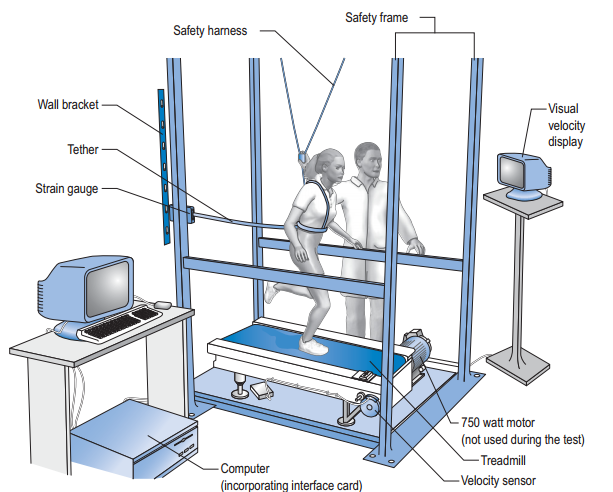 Safety frame
Safety harness
Wall bracket
Visual
velocity
display
Tether
Strain gauge
750 watt motor
(not used during the test)
Treadmill
Computer
(incorporating interface card)
Velocity sensor